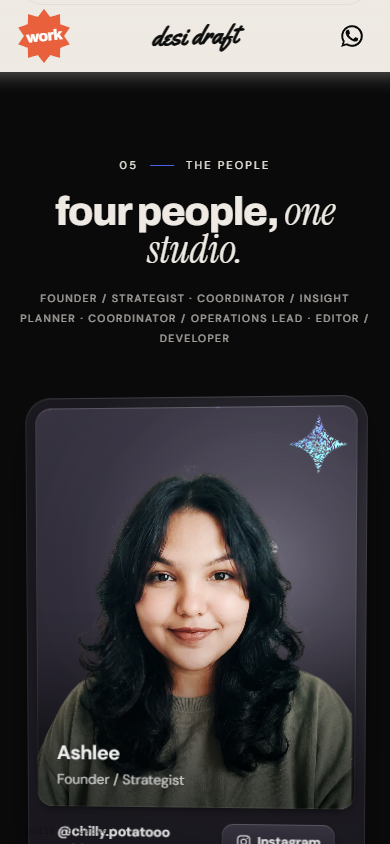 work
desi draft
05 — THE PEOPLE
four people, one
studio.
FOUNDER / STRATEGIST · COORDINATOR / INSIGHT
PLANNER · COORDINATOR / OPERATIONS LEAD · EDITOR /
DEVELOPER
Ashlee
Founder / Strategist
@chilly.potatooo
Instagram